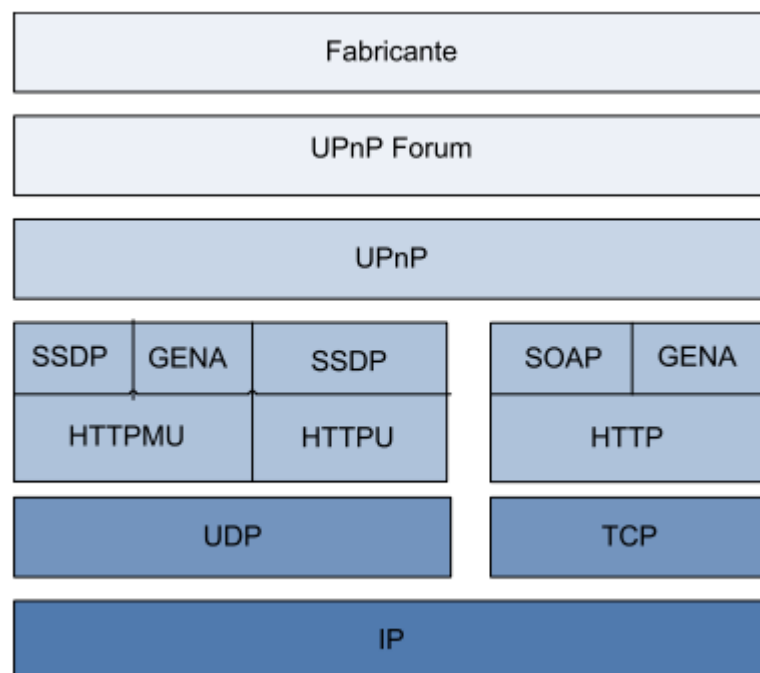 Fabricante
UPnP Forum
UPnP
SSDP GENA SSDP SOAP GENA
HTTPMU HTTPU HTTP
UDP TCP
IP